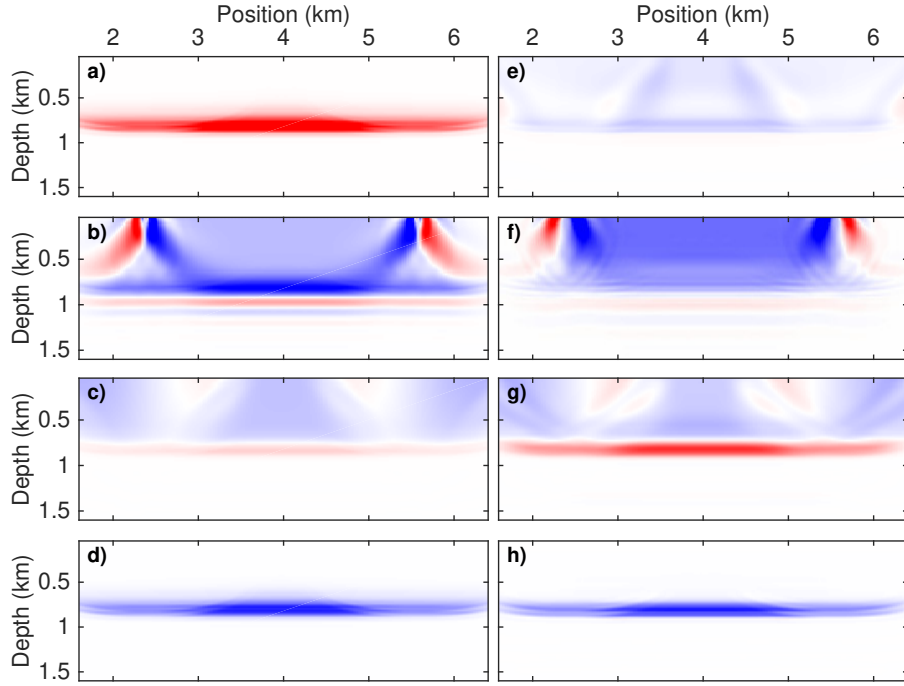 Position (km) Position (km)
2 3 4 5 6 2 3 4 5 6
a) e)
Depth (km)
0.5
1
1.5
b) f)
Depth (km)
0.5
1
1.5
c) g)
Depth (km)
0.5
1
1.5
d) h)
Depth (km)
0.5
1
1.5